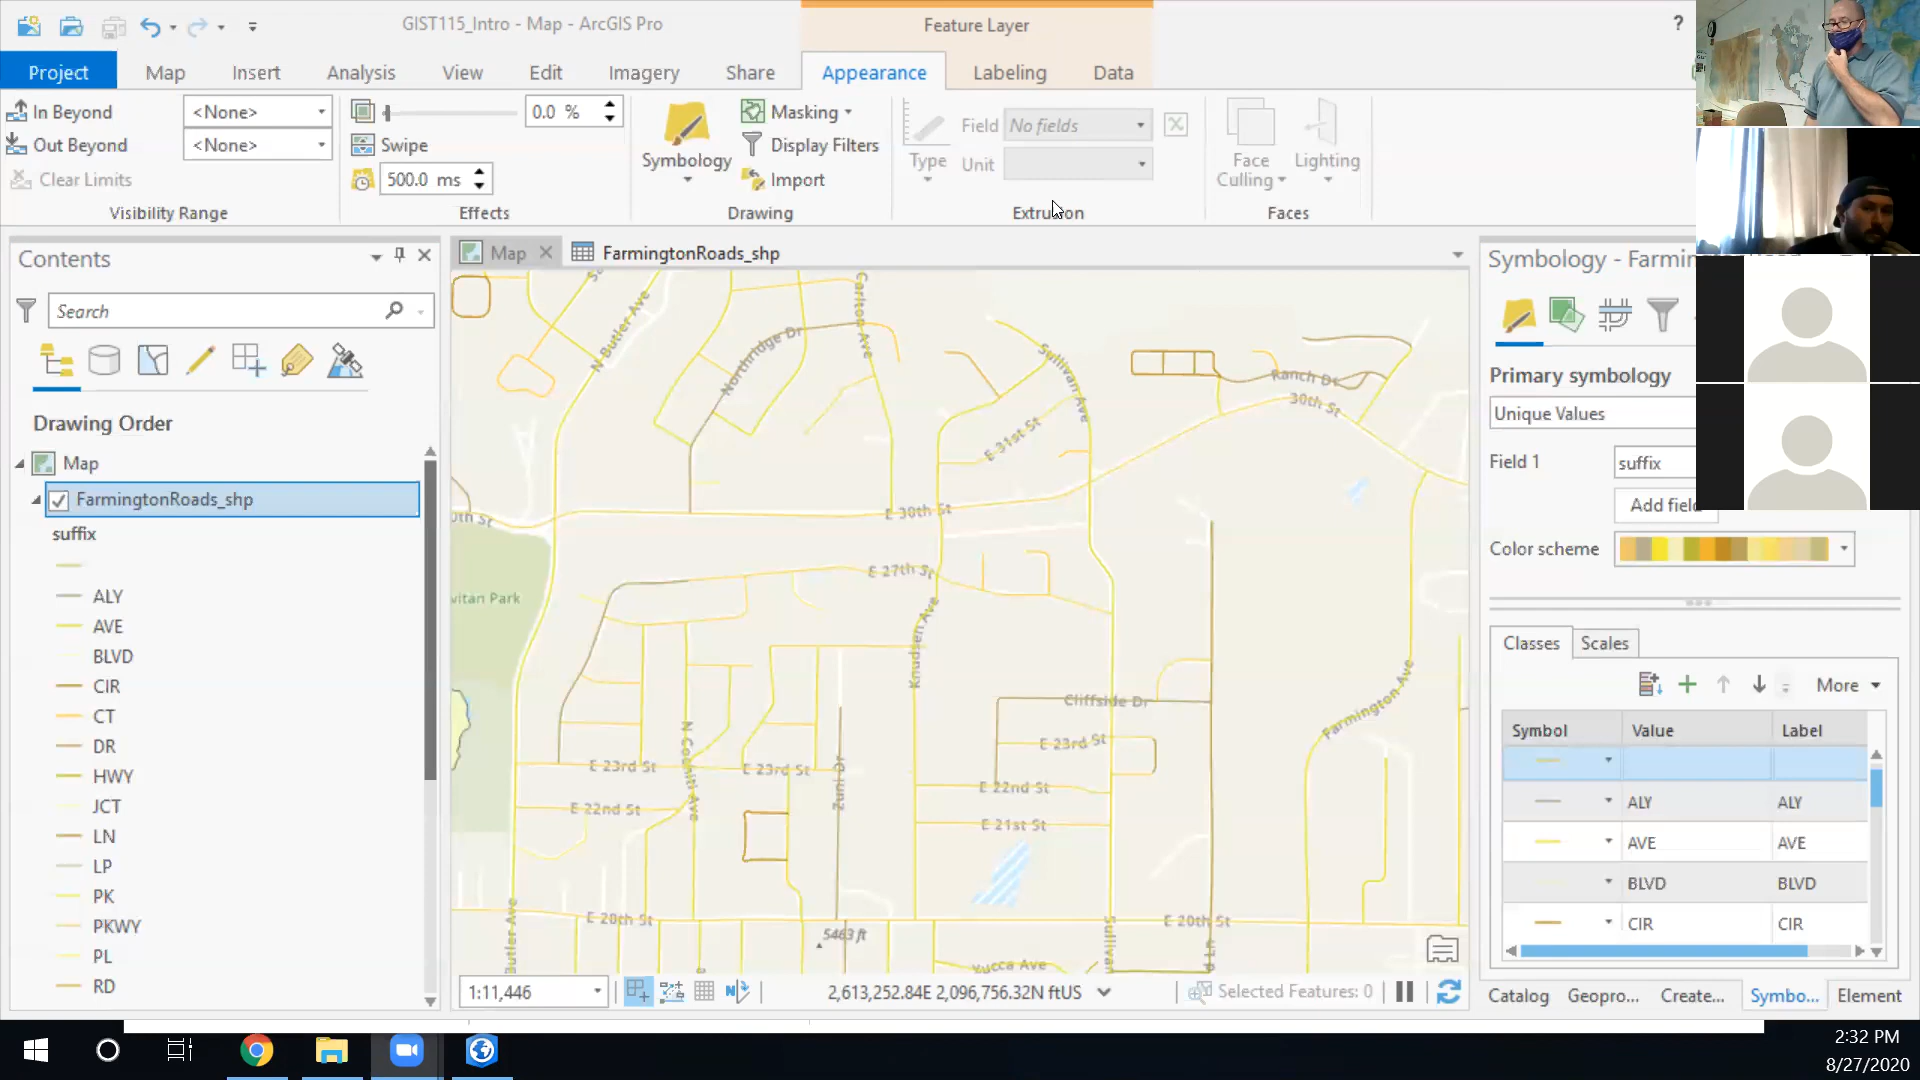 GIST115_Intro - Map - ArcGIS Pro
Feature Layer
?
Project
Map
Insert
Analysis
View
Edit
Imagery
Share
Appearance
Labeling
Data
In Beyond
<None>
Out Beyond
<None>
Clear Limits
Visibility Range
0.0 %
Swipe
500.0 ms
Effects
Symbology
Masking
Display Filters
Import
Drawing
Type
Field
No fields
Unit
Extrusion
Face Culling
Lighting
Faces
Contents
Search
Drawing Order
Map
FarmingtonRoads_shp
suffix
ALY
AVE
BLVD
CIR
CT
DR
HWY
JCT
LN
LP
PK
PKWY
PL
RD
Map
FarmingtonRoads_shp
N Butler Ave
Northridge Dr
Carlton Ave
Sullivan Ave
E 31st St
Ranch Dr
30th St
0th St
E 30th St
E 27th St
vitan Park
Knudsen Ave
Cliffside Dr
Farmington Ave
E 23rd St
E 23rd St
E 23rd St
N Cochiti Ave
Zuni Dr
E 22nd St
E 22nd St
E 21st St
E 20th St
E 20th St
Butler Ave
5463 ft
Yucca Ave
Sullivan
1:11,446
2,613,252.84E 2,096,756.32N ftUS
Selected Features: 0
Symbology - Farmin
Primary symbology
Unique Values
Field 1
suffix
Add field
Color scheme
Classes
Scales
More
Symbol
Value
Label
ALY
ALY
AVE
AVE
BLVD
BLVD
CIR
CIR
Catalog
Geopro...
Create...
Symbo...
Element
2:32 PM
8/27/2020